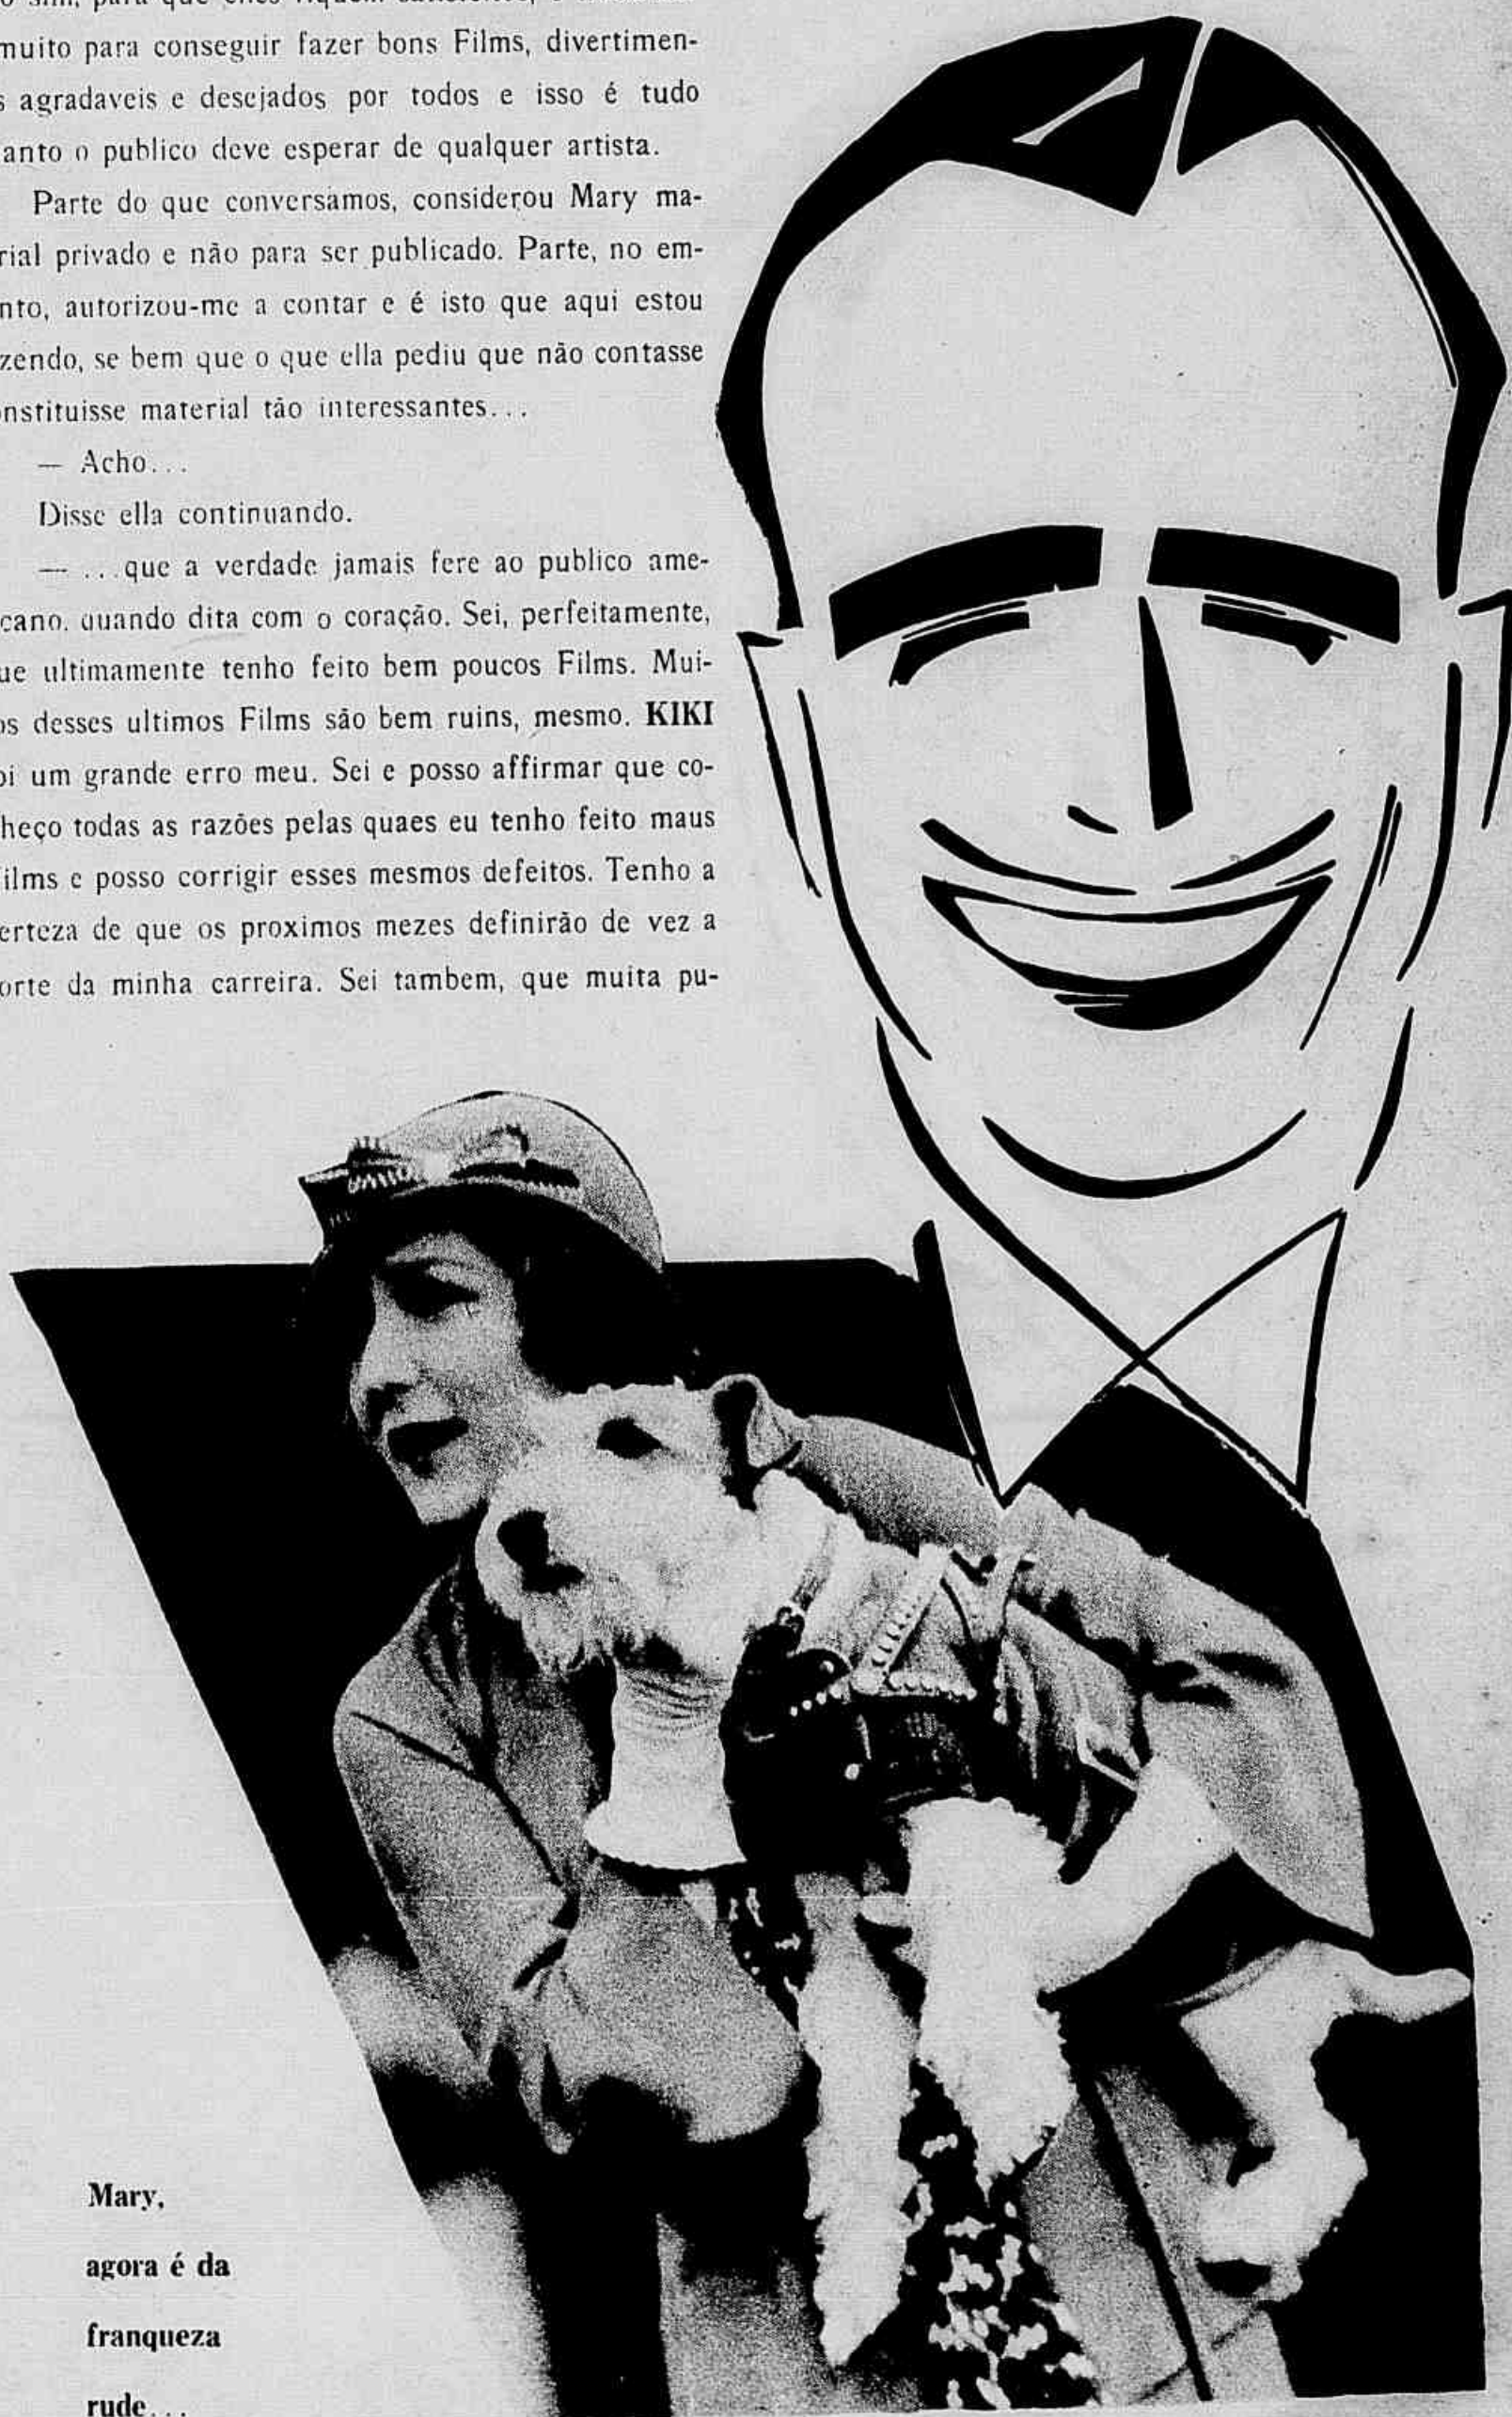 muito para conseguir fazer bons Films, divertimen-
s agradaveis e desejados por todos e isso é tudo
anto o publico deve esperar de qualquer artista.
Parte do que conversamos, considerou Mary ma-
rial privado e não para ser publicado. Parte, no em-
nto, autorizou-me a contar e é isto que aqui estou
zendo, se bem que o que ella pediu que não contasse
nstituisse material tão interessantes...
— Acho...
Disse ella continuando.
— ...que a verdade jamais fere ao publico ame-
cano, quando dita com o coração. Sei, perfeitamente,
ue ultimamente tenho feito bem poucos Films. Mui-
os desses ultimos Films são bem ruins, mesmo. KIKI
oi um grande erro meu. Sei e posso affirmar que co-
heço todas as razões pelas quaes eu tenho feito maus
ilms e posso corrigir esses mesmos defeitos. Tenho a
erteza de que os proximos mezes definirão de vez a
orte da minha carreira. Sei tambem, que muita pu-
Mary,
agora é da
franqueza
rude...